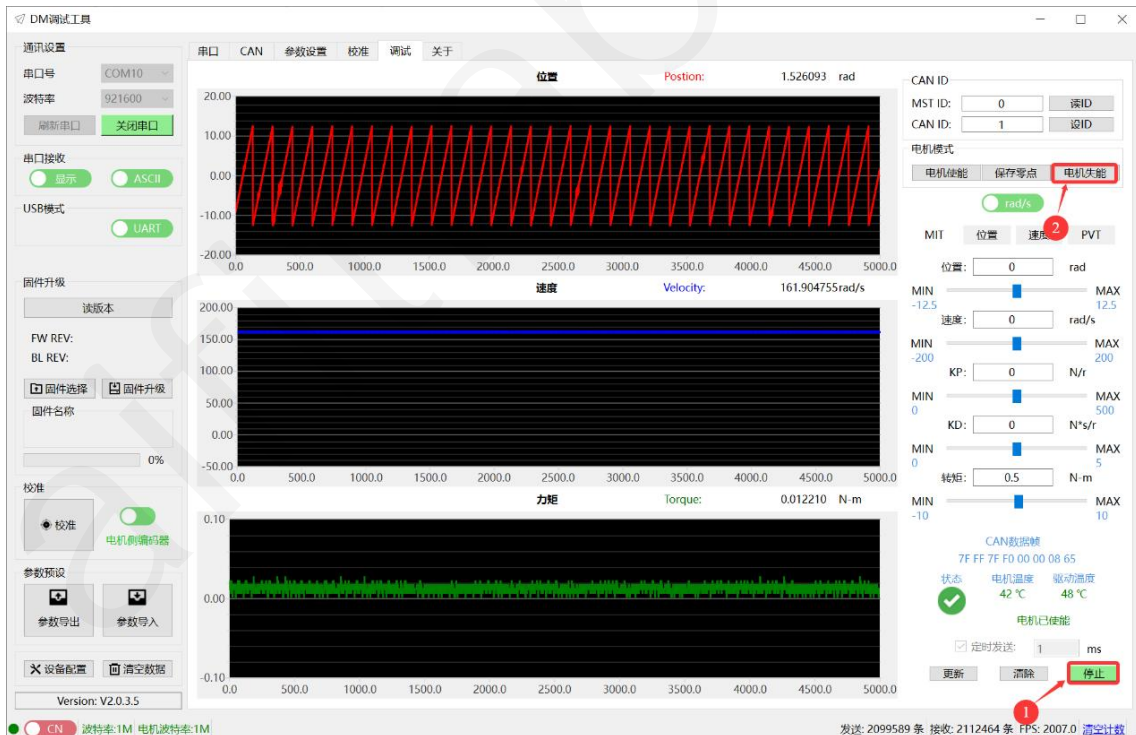 DM调试工具
通讯设置
串口号 COM10
波特率 921600
刷新串口 关闭串口
串口接收
显示 ASCII
USB模式
UART
固件升级
读版本
FW REV:
BL REV:
固件选择 固件升级
固件名称
0%
校准
校准
电机侧编码器
参数预设
参数导出 参数导入
设备配置 清空数据
Version: V2.0.3.5
串口 CAN 参数设置 校准 调试 关于
位置 Postion: 1.526093 rad
20.00
10.00
0.00
-10.00
-20.00
0.0 500.0 1000.0 1500.0 2000.0 2500.0 3000.0 3500.0 4000.0 4500.0 5000.0
速度 Velocity: 161.904755rad/s
200.00
150.00
100.00
50.00
0.00
-50.00
0.0 500.0 1000.0 1500.0 2000.0 2500.0 3000.0 3500.0 4000.0 4500.0 5000.0
力矩 Torque: 0.012210 N-m
0.10
0.00
-0.10
0.0 500.0 1000.0 1500.0 2000.0 2500.0 3000.0 3500.0 4000.0 4500.0 5000.0
CAN ID
MST ID: 0 读ID
CAN ID: 1 设ID
电机模式
电机使能 保存零点 电机失能
rad/s
2
MIT 位置 PVT
位置: 0 rad
MIN MAX
-12.5 12.5
速度: 0 rad/s
MIN MAX
-200 200
KP: 0 N/r
MIN MAX
0 500
KD: 0 N*s/r
MIN MAX
0 5
转矩: 0.5 N-m
MIN MAX
-10 10
CAN数据帧
7F FF 7F F0 00 00 08 65
状态 电机温度 驱动温度
42 ℃ 48 ℃
电机已使能
定时发送: 1 ms
更新 清除 停止
1
CN 波特率:1M 电机波特率:1M
发送: 2099589 条 接收: 2112464 条 FPS: 2007.0 清空计数